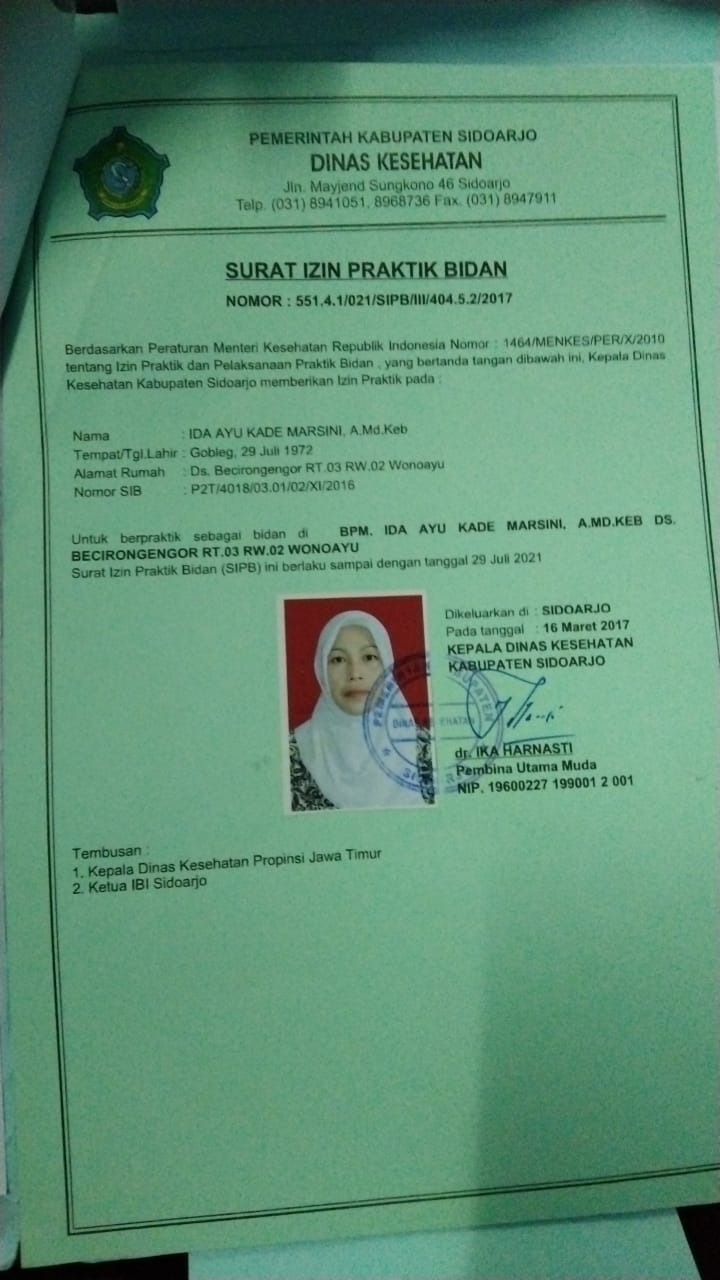 PEMERINTAH KABUPATEN SIDOARJO
DINAS KESEHATAN
Jln. Mayjend Sungkono 46 Sidoarjo
Telp. (031) 8941051, 8968736 Fax. (031) 8947911
SURAT IZIN PRAKTIK BIDAN
NOMOR : 551.4.1/021/SIPB/III/404.5.2/2017
Berdasarkan Peraturan Menteri Kesehatan Republik Indonesia Nomor : 1464/MENKES/PER/X/2010
tentang Izin Praktik dan Pelaksanaan Praktik Bidan , yang bertanda tangan dibawah ini, Kepala Dinas
Kesehatan Kabupaten Sidoarjo memberikan Izin Praktik pada :
Nama : IDA AYU KADE MARSINI, A.Md.Keb
Tempat/Tgl.Lahir : Gobleg, 29 Juli 1972
Alamat Rumah : Ds. Becirongengor RT.03 RW.02 Wonoayu
Nomor SIB : P2T/4018/03.01/02/XI/2016
Untuk berpraktik sebagai bidan di BPM. IDA AYU KADE MARSINI, A.MD.KEB DS.
BECIRONGENGOR RT.03 RW.02 WONOAYU
Surat Izin Praktik Bidan (SIPB) ini berlaku sampai dengan tanggal 29 Juli 2021
Dikeluarkan di : SIDOARJO
Pada tanggal : 16 Maret 2017
KEPALA DINAS KESEHATAN
KABUPATEN SIDOARJO
dr. IKA HARNASTI
Pembina Utama Muda
NIP. 19600227 199001 2 001
Tembusan :
1. Kepala Dinas Kesehatan Propinsi Jawa Timur
2. Ketua IBI Sidoarjo